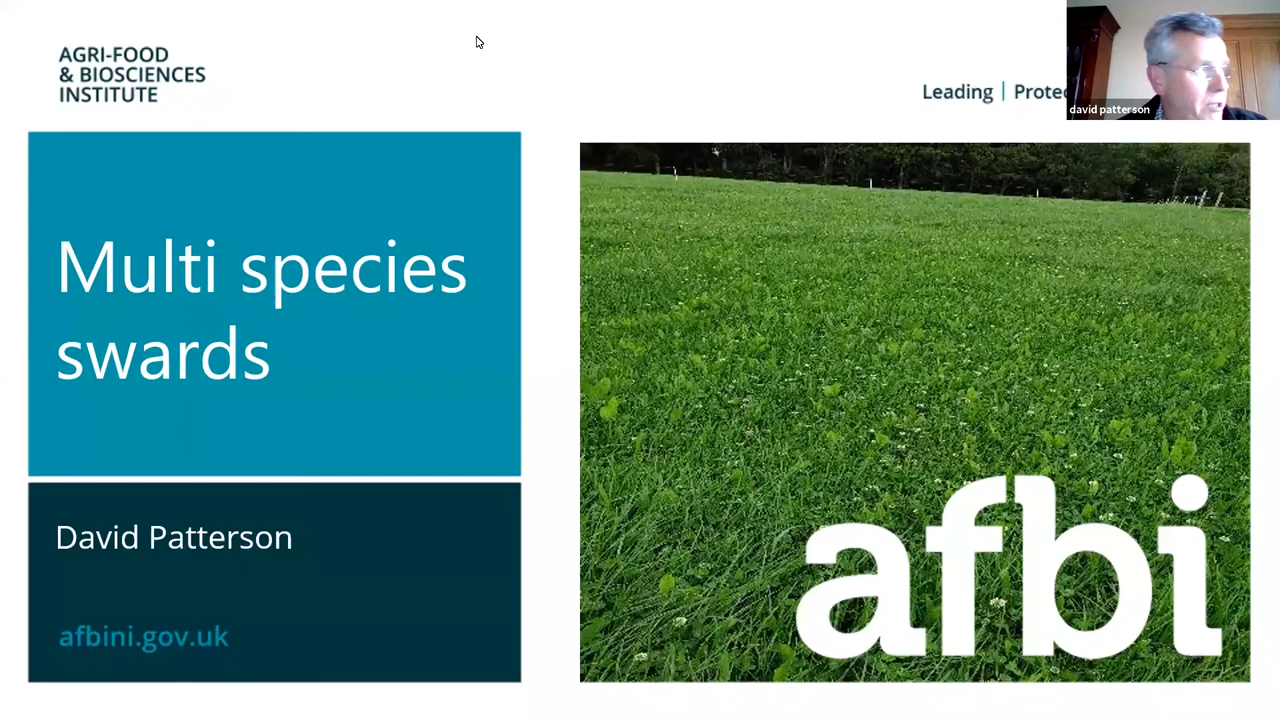 AGRI-FOOD
& BIOSCIENCES
INSTITUTE
Leading | Protec
david patterson
Multi species
swards
David Patterson
afbini.gov.uk
afbi